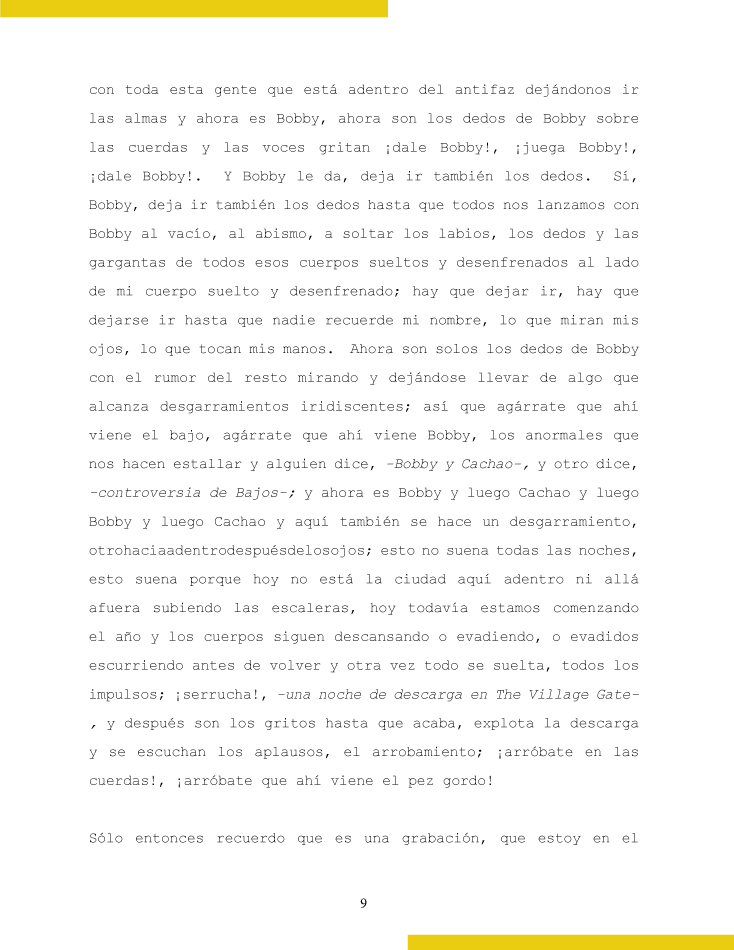 con toda esta gente que está adentro del antifaz dejándonos ir
las almas y ahora es Bobby, ahora son los dedos de Bobby sobre
las cuerdas y las voces gritan ¡dale Bobby!, ¡juega Bobby!,
¡dale Bobby!. Y Bobby le da, deja ir también los dedos. Sí,
Bobby, deja ir también los dedos hasta que todos nos lanzamos con
Bobby al vacío, al abismo, a soltar los labios, los dedos y las
gargantas de todos esos cuerpos sueltos y desenfrenados al lado
de mi cuerpo suelto y desenfrenado; hay que dejar ir, hay que
dejarse ir hasta que nadie recuerde mi nombre, lo que miran mis
ojos, lo que tocan mis manos. Ahora son solos los dedos de Bobby
con el rumor del resto mirando y dejándose llevar de algo que
alcanza desgarramientos iridiscentes; así que agárrate que ahí
viene el bajo, agárrate que ahí viene Bobby, los anormales que
nos hacen estallar y alguien dice, -Bobby y Cachao-, y otro dice,
-controversia de Bajos-; y ahora es Bobby y luego Cachao y luego
Bobby y luego Cachao y aquí también se hace un desgarramiento,
otrohaciaadentrodespuésdelosojos; esto no suena todas las noches,
esto suena porque hoy no está la ciudad aquí adentro ni allá
afuera subiendo las escaleras, hoy todavía estamos comenzando
el año y los cuerpos siguen descansando o evadiendo, o evadidos
escurriendo antes de volver y otra vez todo se suelta, todos los
impulsos; ¡serrucha!, -una noche de descarga en The Village Gate-
, y después son los gritos hasta que acaba, explota la descarga
y se escuchan los aplausos, el arrobamiento; ¡arróbate en las
cuerdas!, ¡arróbate que ahí viene el pez gordo!
Sólo entonces recuerdo que es una grabación, que estoy en el
9